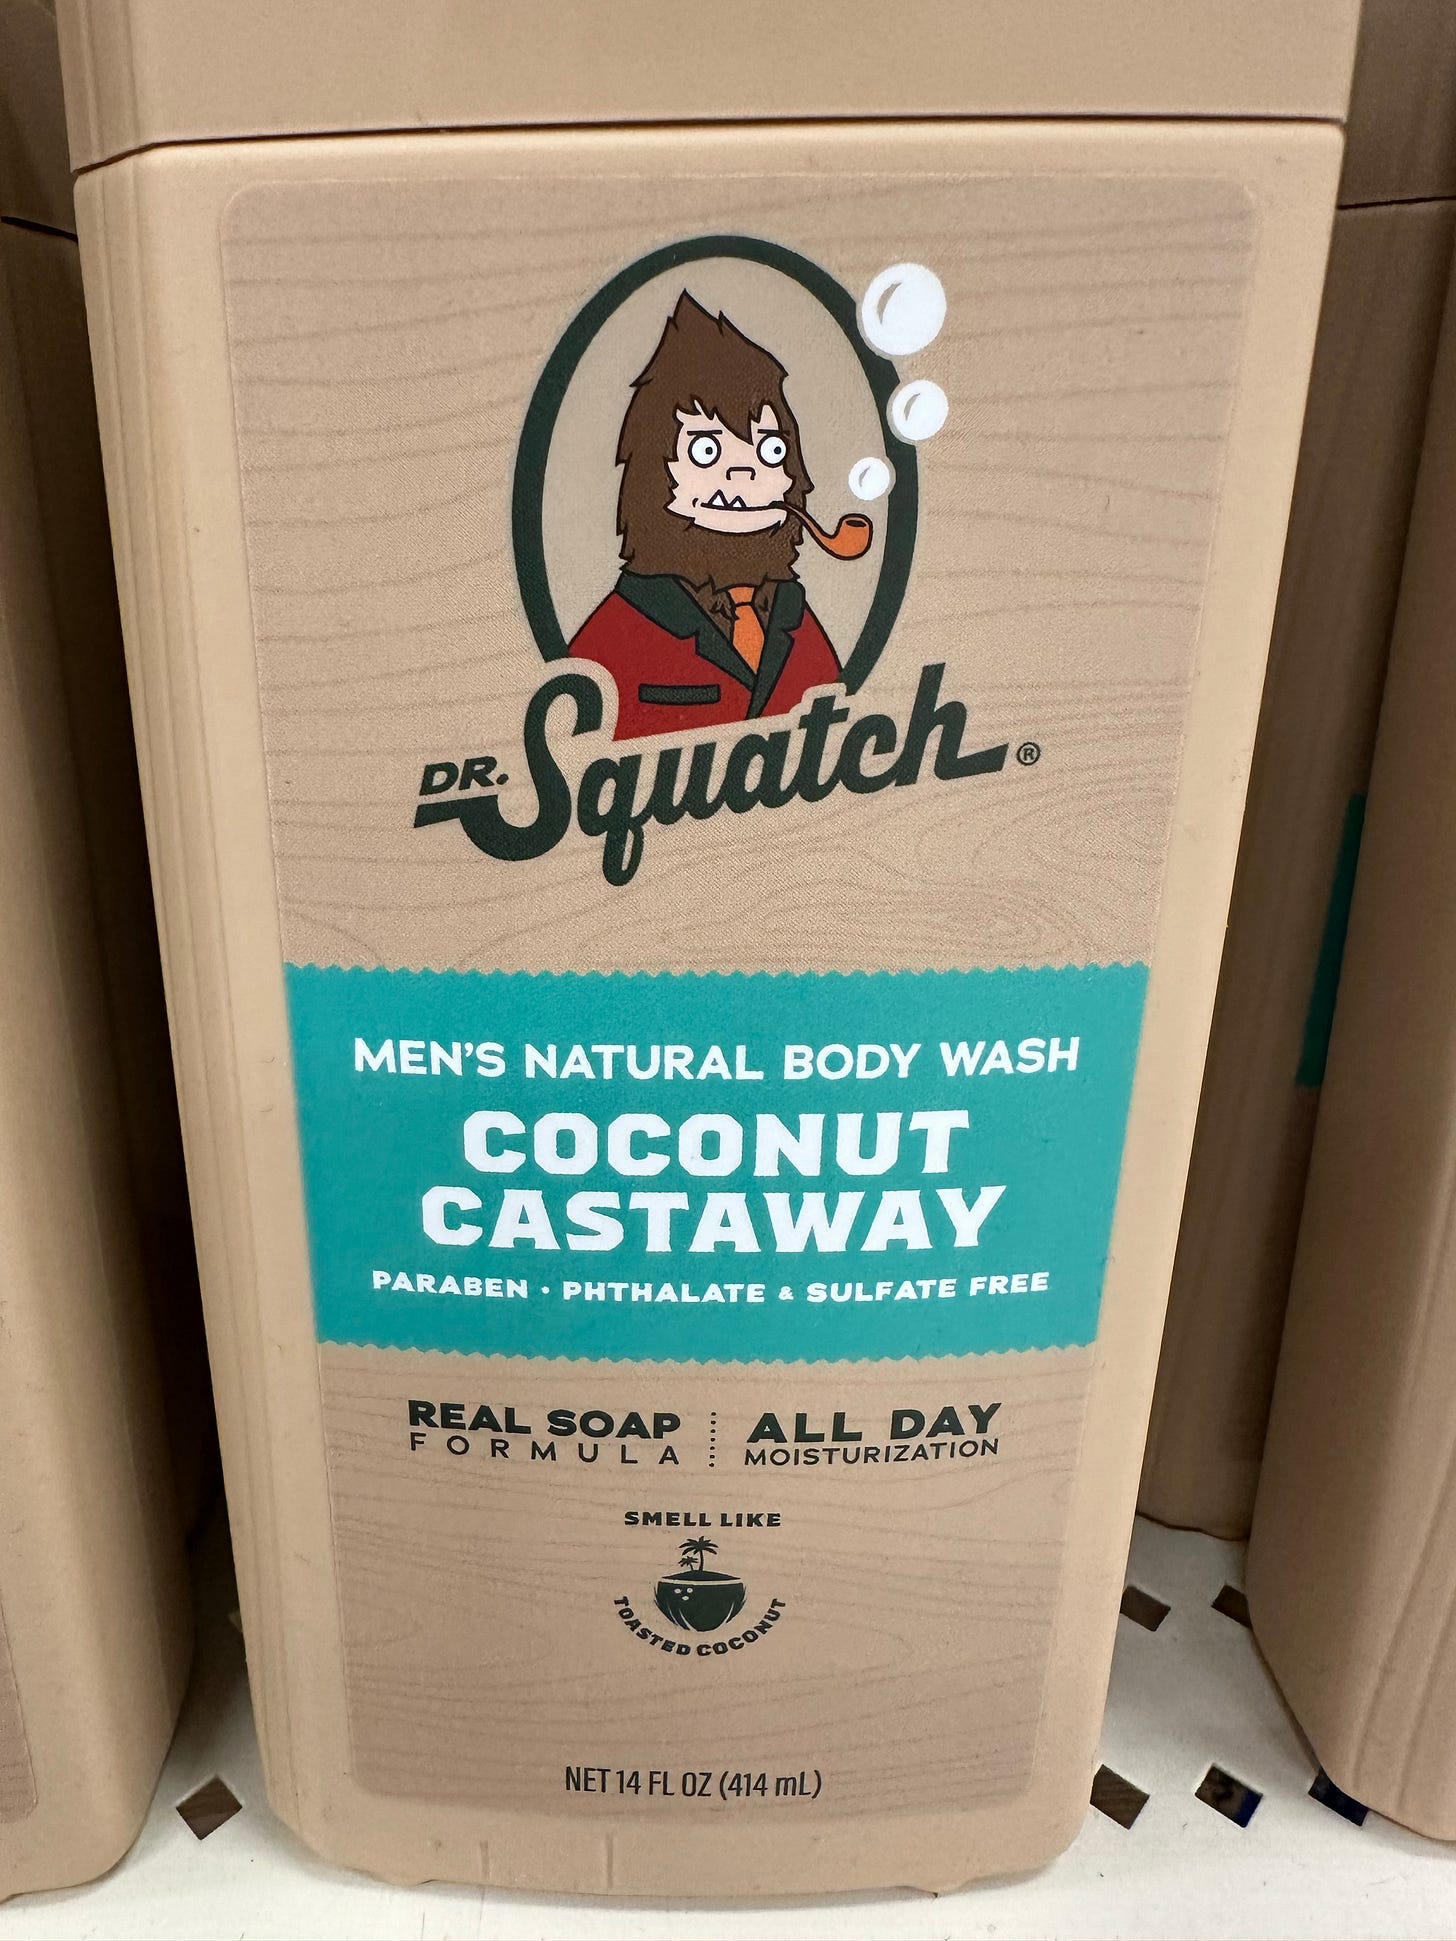 DR. Squatch®
MEN'S NATURAL BODY WASH
COCONUT
CASTAWAY
PARABEN • PHTHALATE & SULFATE FREE
REAL SOAP
FORMULA
ALL DAY
MOISTURIZATION
SMELL LIKE
TOASTED COCONUT
NET 14 FL OZ (414 mL)